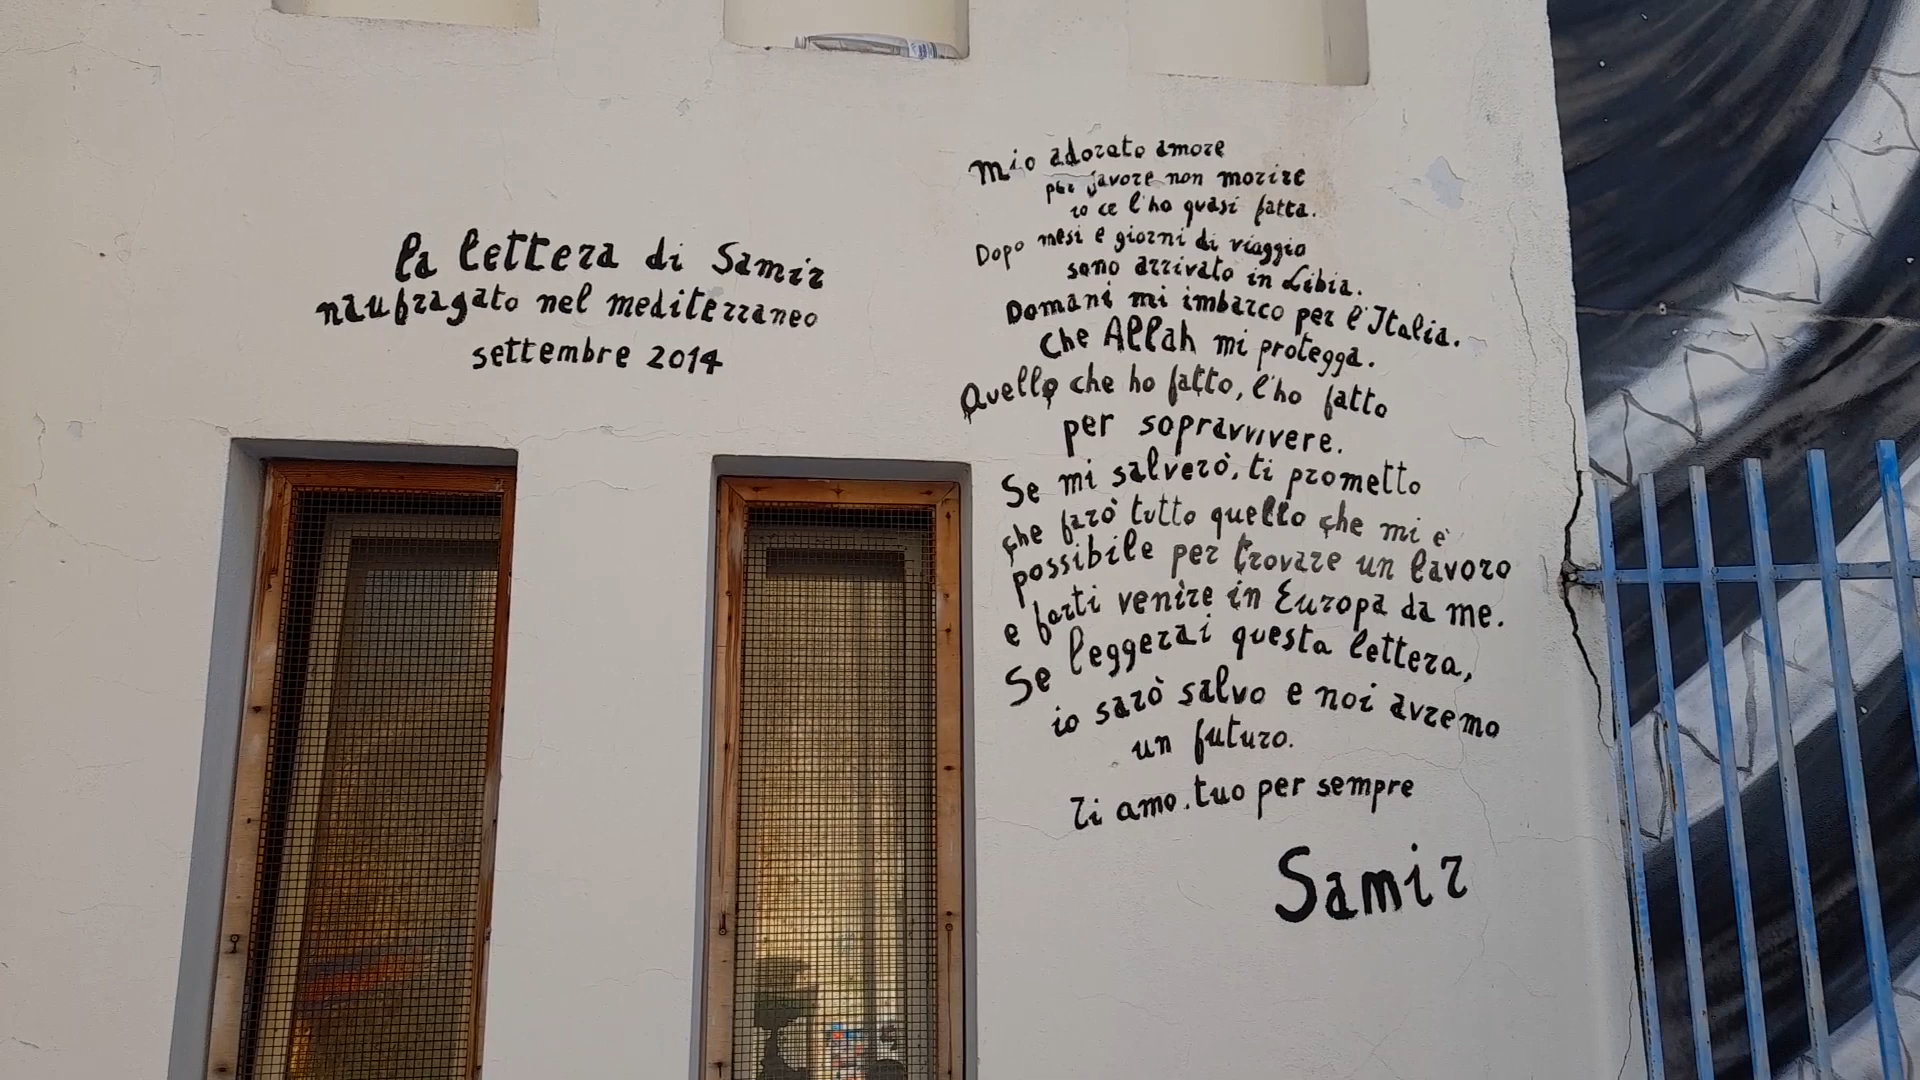 la lettera di Samir
naufragato nel mediterraneo
settembre 2014
Mio adorato amore
per favore non morire
io ce l'ho quasi fatta.
Dopo mesi e giorni di viaggio
sono arrivato in Libia.
Domani mi imbarco per l'Italia.
Che Allah mi protegga.
Quello che ho fatto, l'ho fatto
per sopravvivere.
Se mi salverò, ti prometto
che farò tutto quello che mi è
possibile per trovare un lavoro
e farti venire in Europa da me.
Se leggerai questa lettera,
io sarò salvo e noi avremo
un futuro.
Ti amo. tuo per sempre
Samir